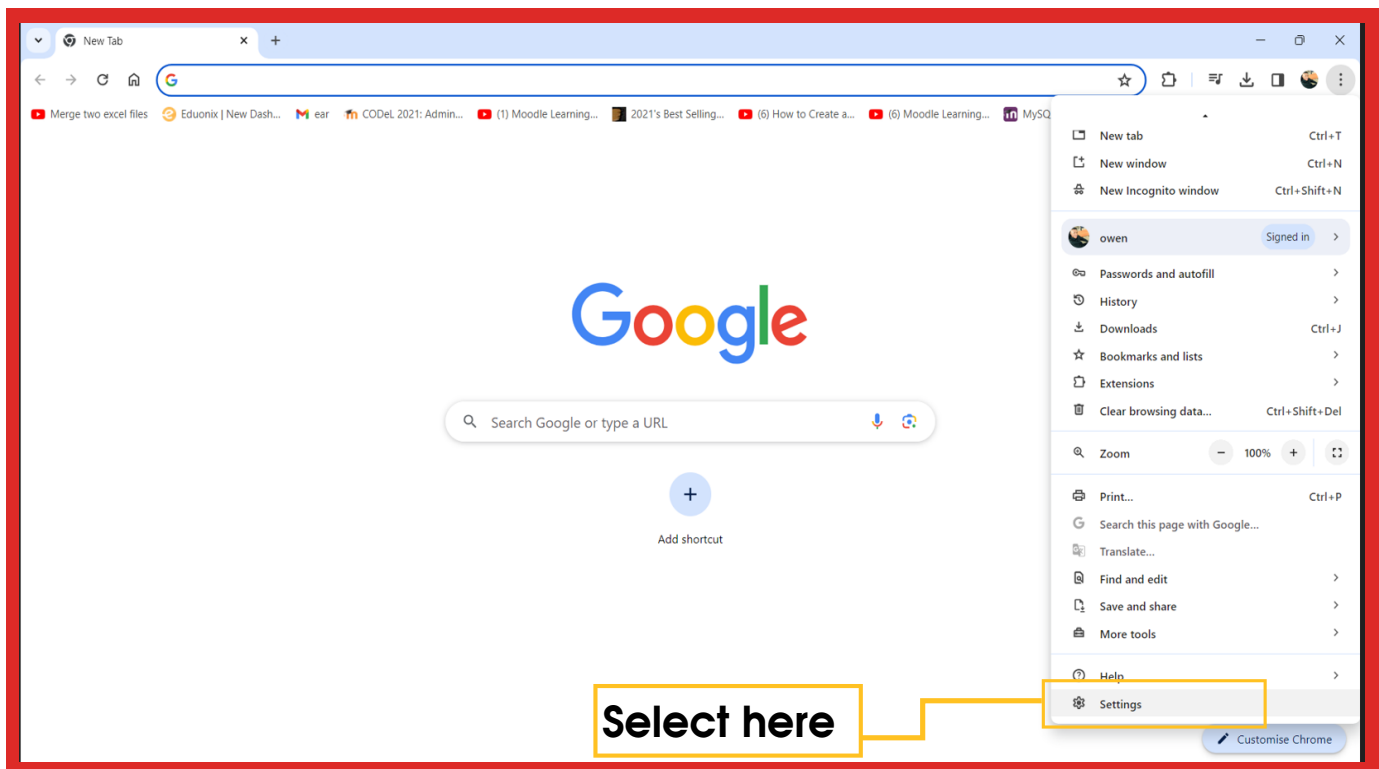 New Tab
Merge two excel files
Eduonix | New Dash...
ear
CODeL 2021: Admin...
(1) Moodle Learning...
2021's Best Selling...
(6) How to Create a...
(6) Moodle Learning...
MySQ
New tab Ctrl+T
New window Ctrl+N
New Incognito window Ctrl+Shift+N
owen Signed in
Passwords and autofill
History
Downloads Ctrl+J
Bookmarks and lists
Extensions
Clear browsing data... Ctrl+Shift+Del
Zoom - 100% +
Print... Ctrl+P
Search this page with Google...
Translate...
Find and edit
Save and share
More tools
Help
Settings
Google
Search Google or type a URL
Add shortcut
Select here
Customise Chrome